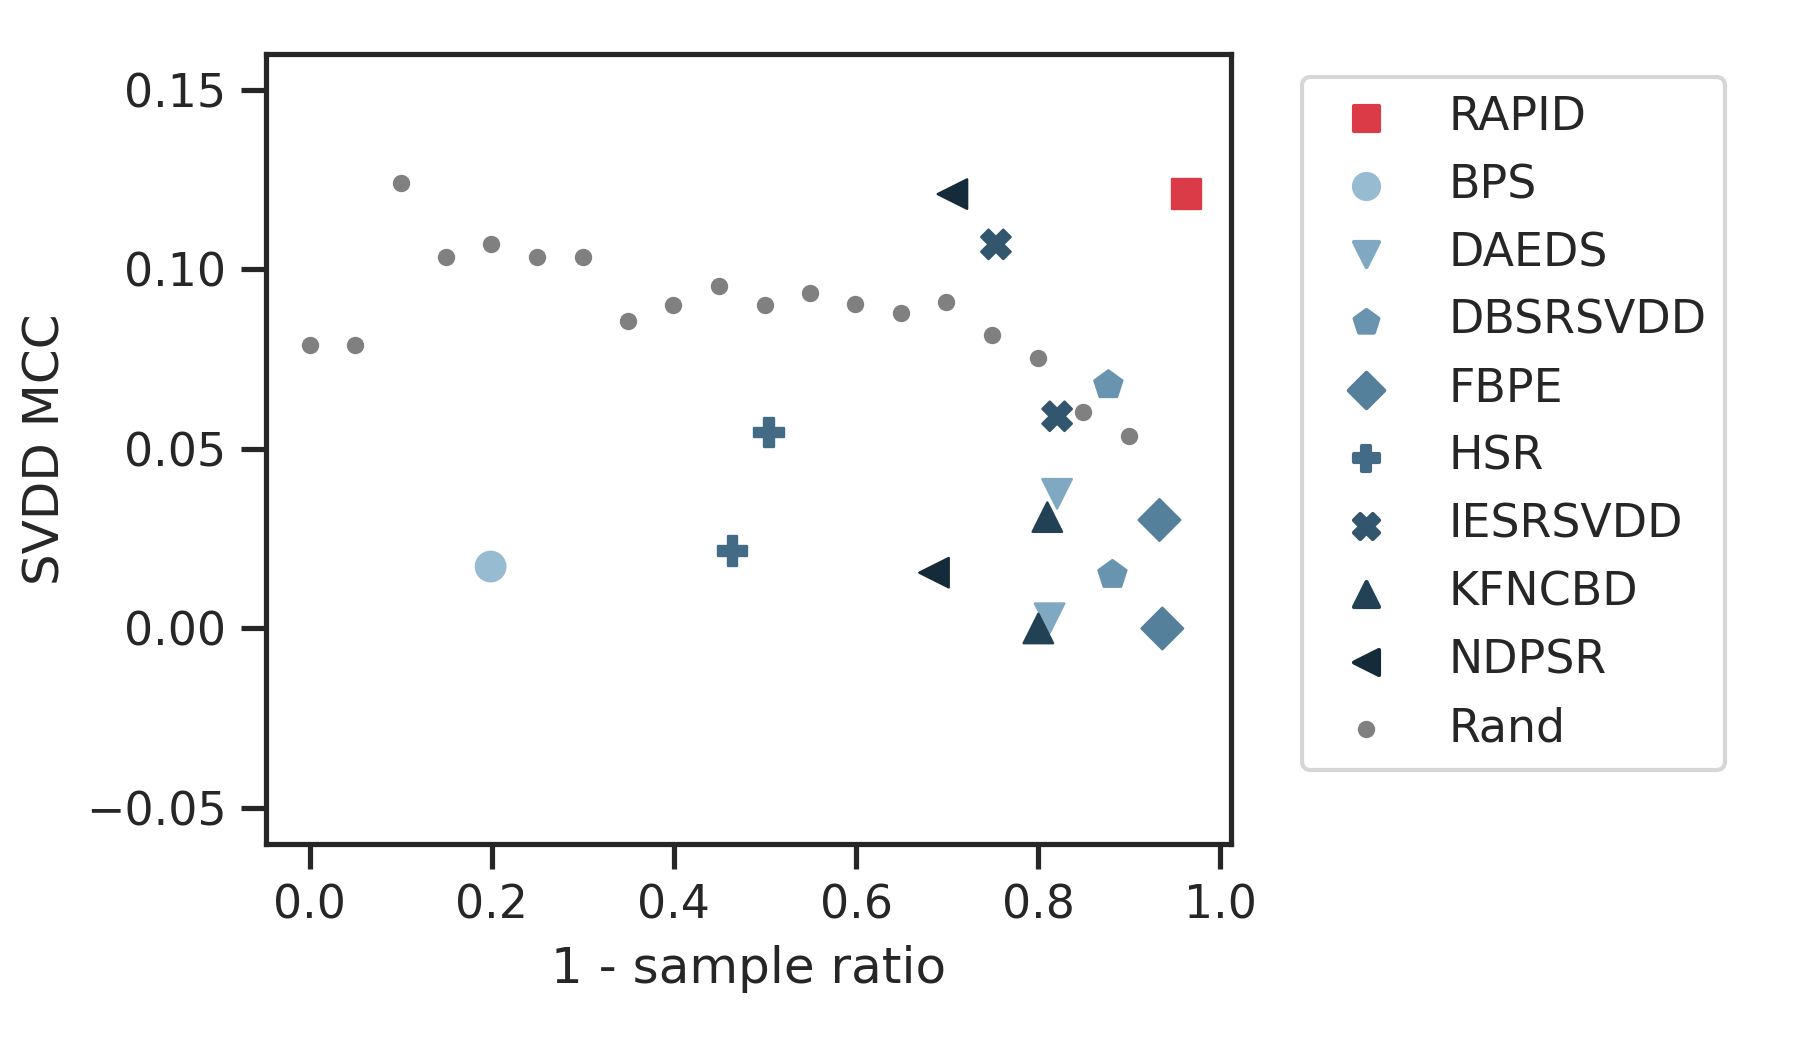 0.15
0.10
0.05
0.00
−0.05
SVDD MCC
0.0 0.2 0.4 0.6 0.8 1.0
1 - sample ratio
RAPID
BPS
DAEDS
DBSRSVDD
FBPE
HSR
IESRSVDD
KFNCBD
NDPSR
Rand